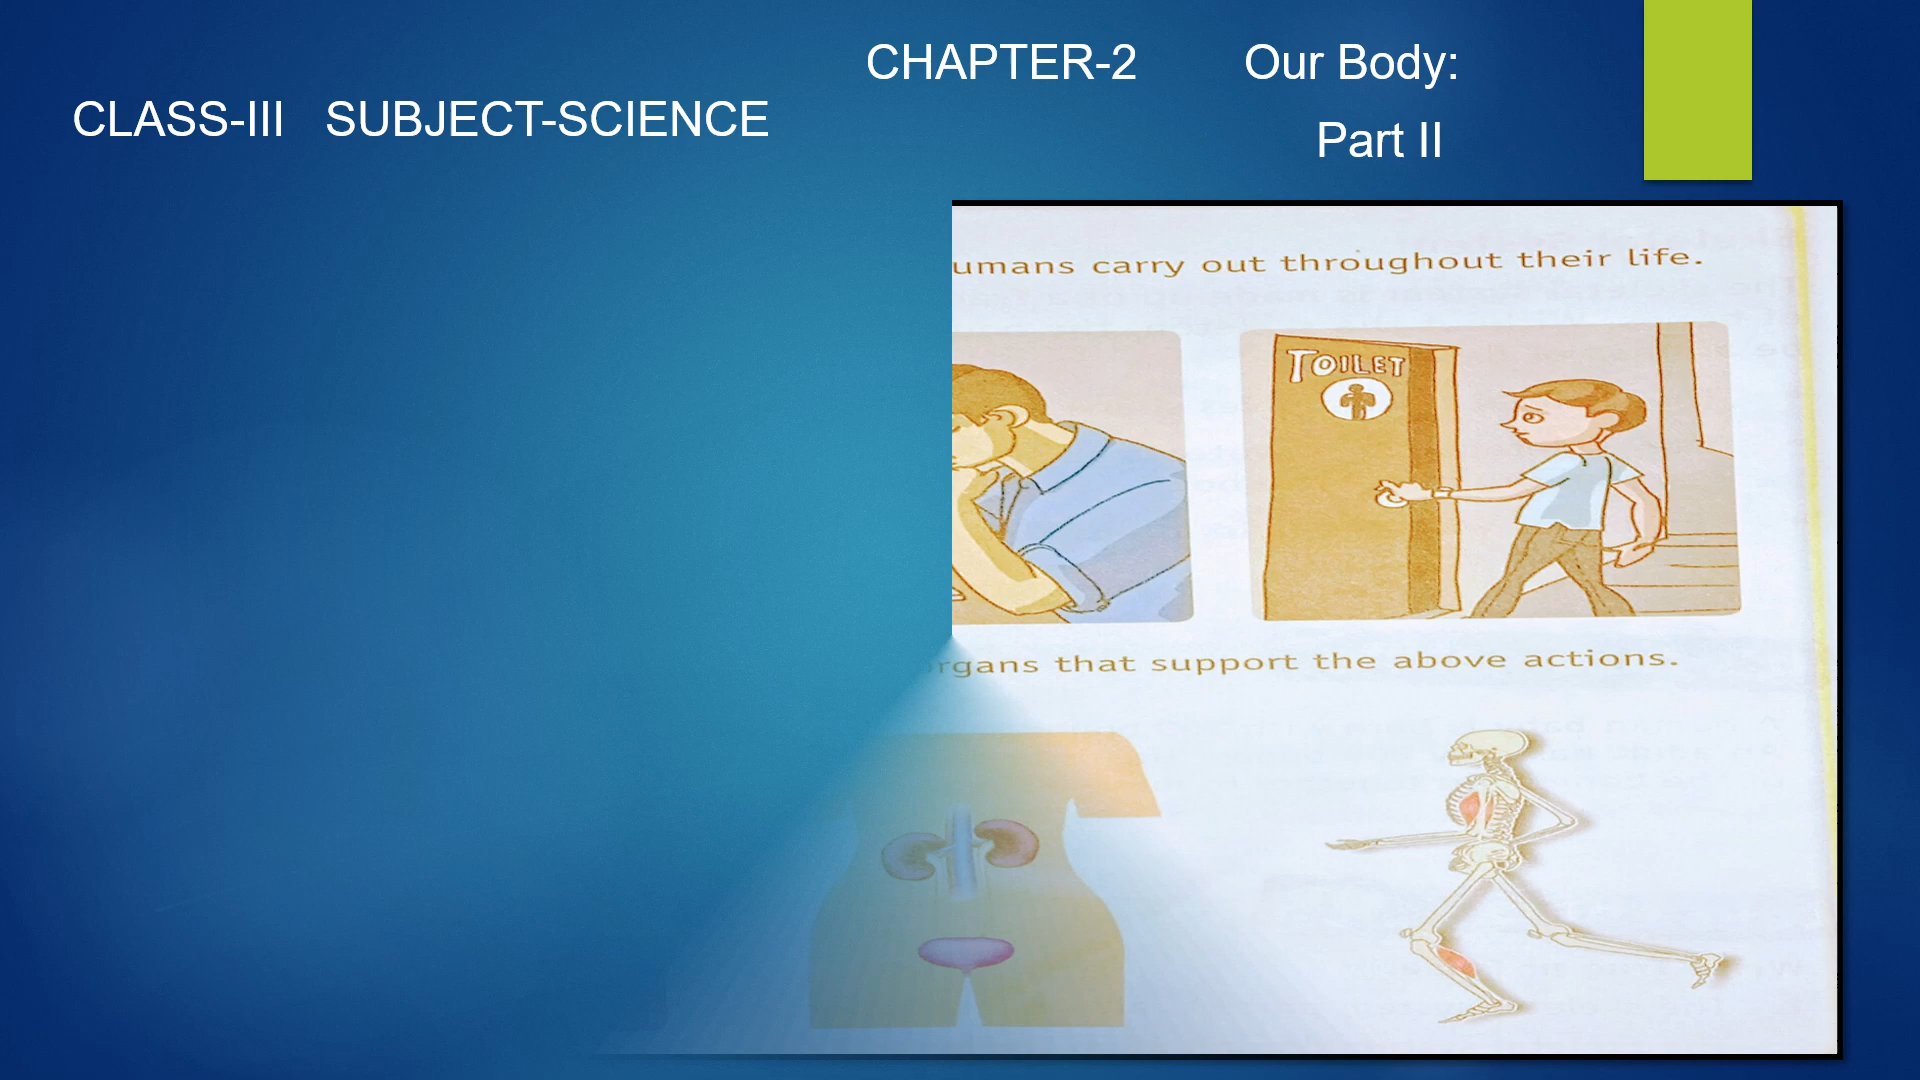 CHAPTER-2 Our Body:
CLASS-III SUBJECT-SCIENCE
Part II
umans carry out throughout their life.
TOILET
organs that support the above actions.